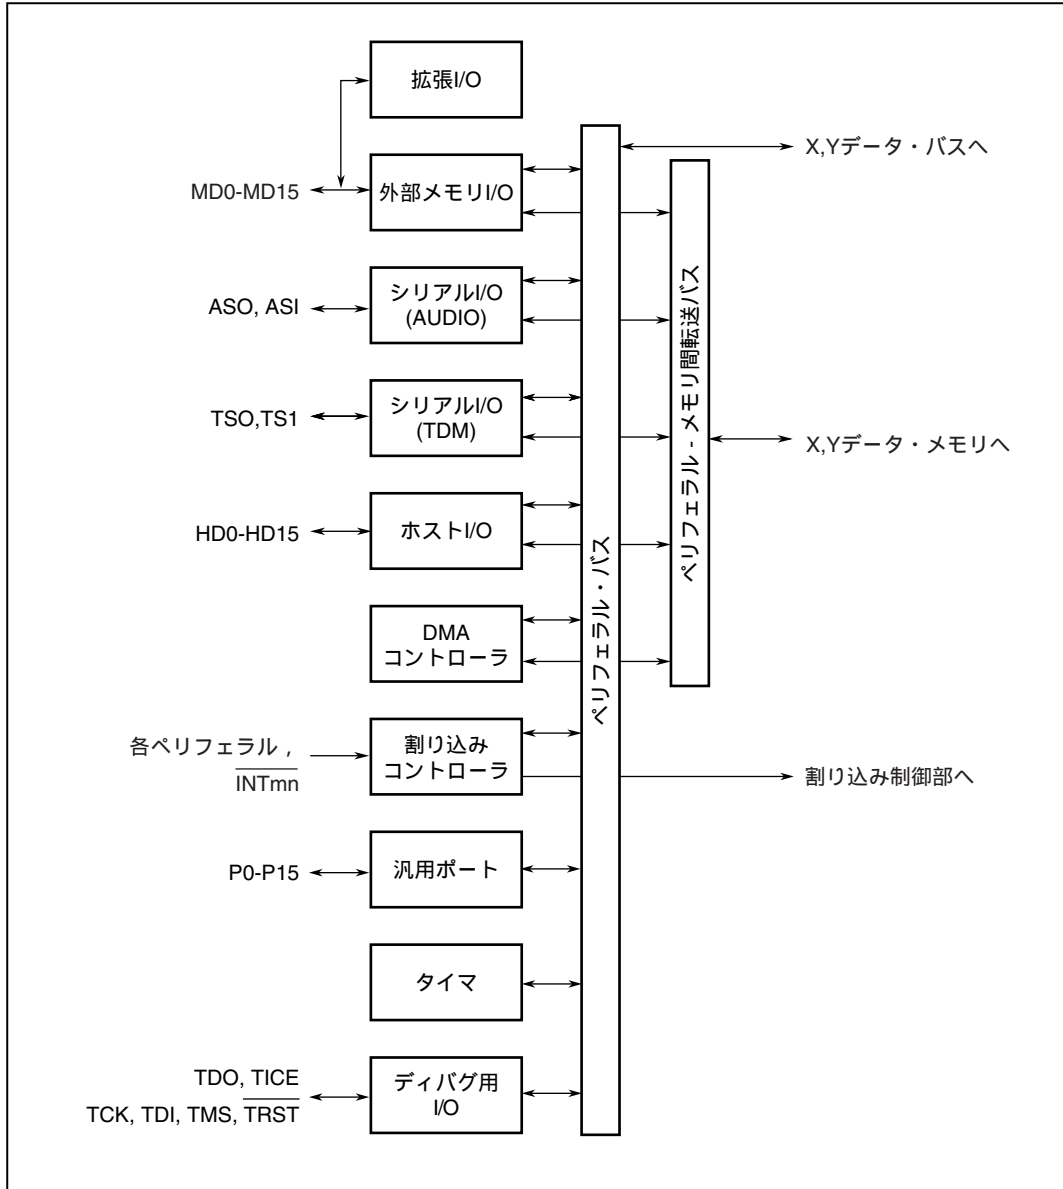 拡張I/O
X,Yデータ・バスへ
MD0-MD15
外部メモリI/O
ASO, ASI
シリアルI/O
(AUDIO)
TSO,TS1
シリアルI/O
(TDM)
ペリフェラル - メモリ間転送バス
X,Yデータ・メモリへ
HD0-HD15
ホストI/O
ペリフェラル・バス
DMA
コントローラ
各ペリフェラル，
INTmn
割り込み
コントローラ
割り込み制御部へ
P0-P15
汎用ポート
タイマ
TDO, TICE
TCK, TDI, TMS, TRST
ディバグ用
I/O